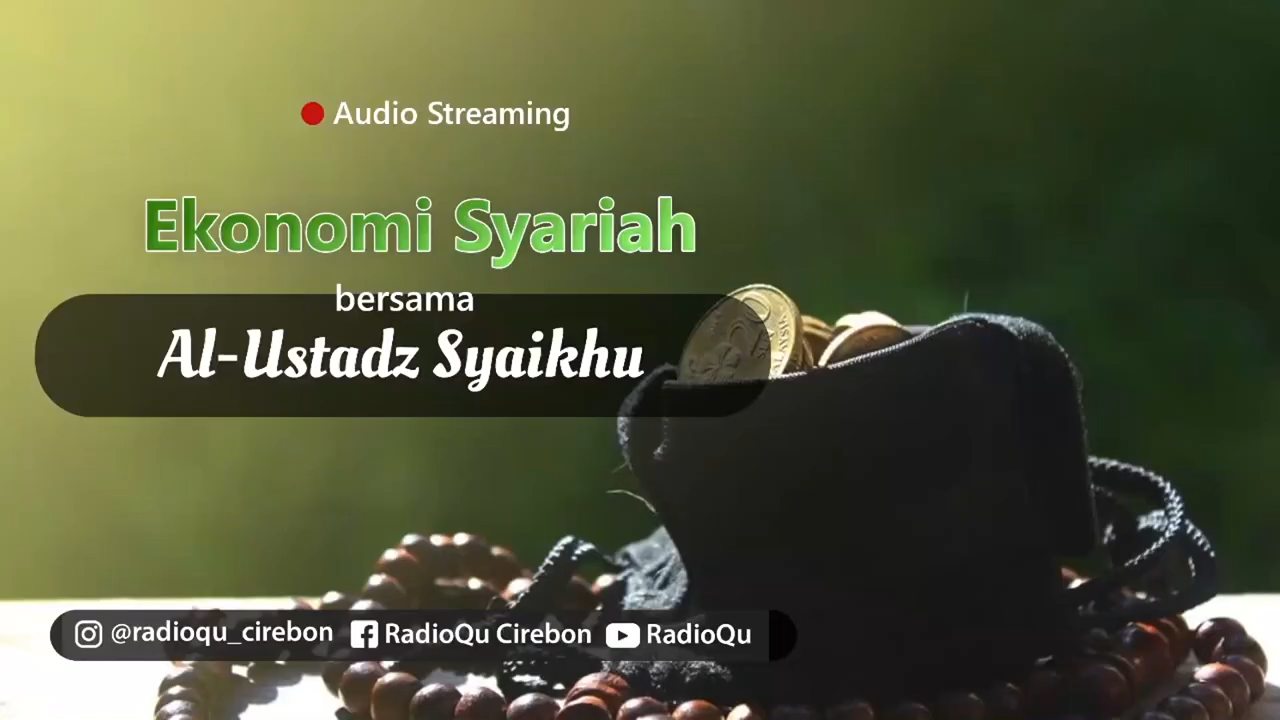 Audio Streaming
Ekonomi Syariah
bersama
Al-Ustadz Syaikhu
@radioqu_cirebon RadioQu Cirebon RadioQu